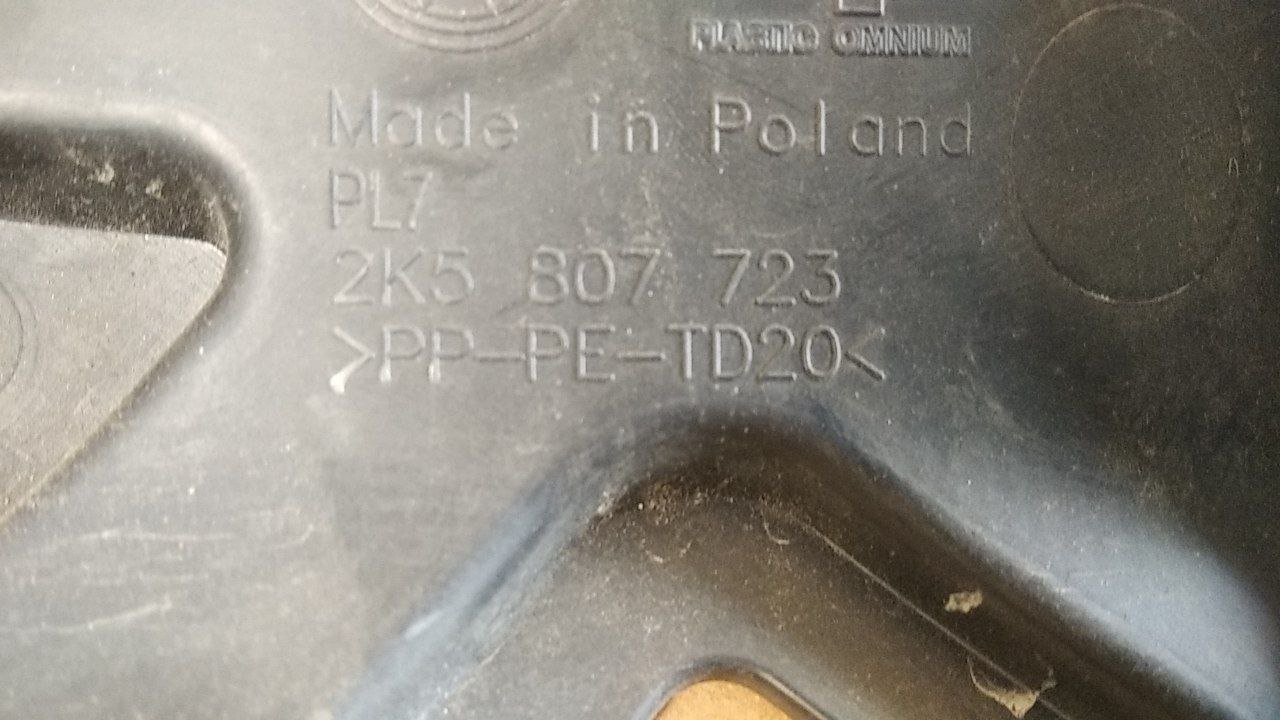 PLASTIC OMNIUM
Made in Poland
PL7
2K5 807 723
>PP-PE-TD20<